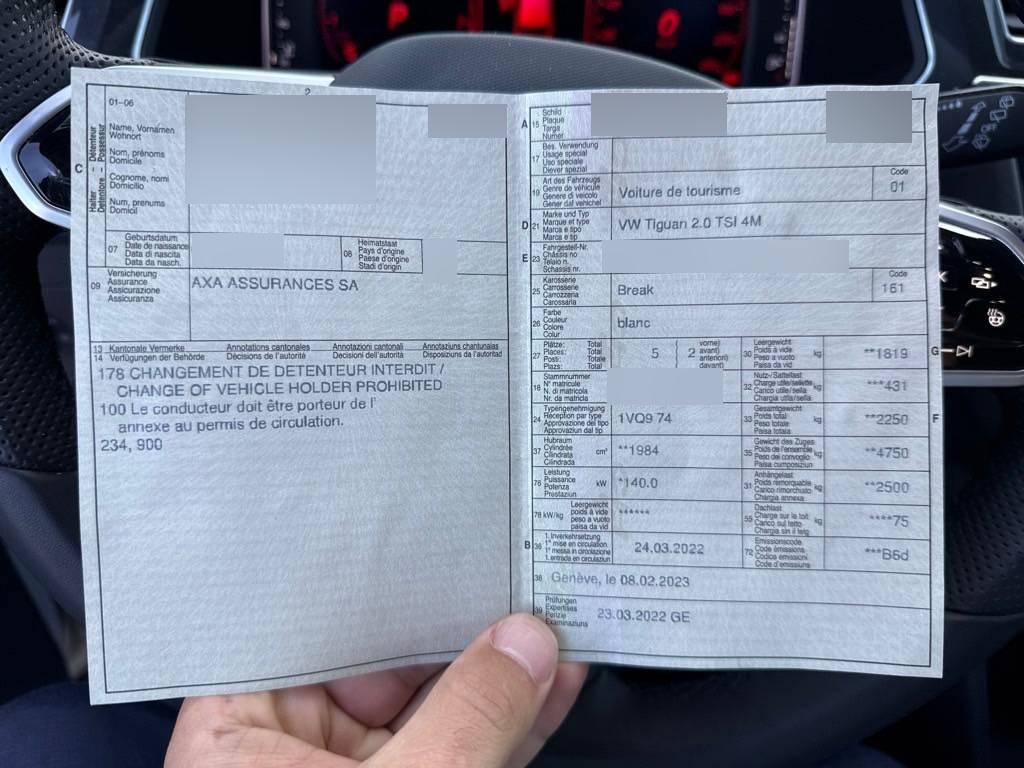 01-06
Name, Vornamen
Wohnort
Nom, prénoms
Domicile
Cognome, nomi
Domicilio
Num, prenums
Domicil
C
Halter – Détenteur
Detentore – Possessur
07
Geburtsdatum
Date de naissance
Data di nascita
Data da nasch.
08
Heimatstaat
Pays d'origine
Paese d'origine
Stadi d'origin
09
Versicherung
Assurance
Assicurazione
Assicuranza
AXA ASSURANCES SA
13 Kantonale Vermerke Annotations cantonales Annotazioni cantonali Annotaziuns chantunalas
14 Verfügungen der Behörde Décisions de l'autorité Decisioni dell'autorità Disposiziuns da l'autoritad
178 CHANGEMENT DE DETENTEUR INTERDIT /
CHANGE OF VEHICLE HOLDER PROHIBITED
100 Le conducteur doit être porteur de l'
annexe au permis de circulation.
234, 900
A 15
Schild
Plaque
Targa
Numer
17
Bes. Verwendung
Usage spécial
Uso speciale
Diever spezial
19
Art des Fahrzeugs
Genre de véhicule
Genere di veicolo
Gener dal vehichel
Voiture de tourisme
Code
01
D 21
Marke und Typ
Marque et type
Marca e tipo
Marca e tip
VW Tiguan 2.0 TSI 4M
E 23
Fahrgestell-Nr.
Châssis no
Telaio n.
Schassis nr.
25
Karosserie
Carrosserie
Carrozzeria
Carossaria
Break
Code
161
26
Farbe
Couleur
Colore
Colur
blanc
27
Plätze: Total
Places: Total
Posti: Totale
Plazs: Total
5
2
vorne)
avant)
anteriori)
davant)
30
Leergewicht
Poids à vide
Peso a vuoto
Paisa vida
kg
**1819
G
18
Stammnummer
N° matricule
N. di matricola
Nr. da matricla
32
Nutz-/Sattellast
Charge utile/sellette
Carico utile/sella
Chargia utila/sella
kg
***431
24
Typengenehmigung
Réception par type
Approvazione del tipo
Approvaziun dal tip
1VQ9 74
33
Gesamtgewicht
Poids total
Peso totale
Paisa totala
kg
**2250
F
37
Hubraum
Cylindrée
Cilindrata
Cilindrada
cm³
**1984
35
Gewicht des Zuges
Poids de l'ensemble
Peso del convoglio
Paisa cumposiziun
kg
**4750
76
Leistung
Puissance
Potenza
Prestaziun
kW
*140.0
31
Anhängelast
Poids remorquable
Carico rimorchiato
Chargia annexa
kg
**2500
78 kW/kg
Leergewicht
poids à vide
peso a vuoto
paisa da vid
******
55
Dachlast
Charge sur le toit
Carico sul tetto
Chargia sin il tetg
kg
****75
B 36
1. Inverkehrsetzung
1re mise en circulation
1a messa in circolazione
1. entrada en circulaziun
24.03.2022
72
Emissionscode
Code émissions
Codice emissioni
Code d'emissiuns
***B6d
38
Genève, le 08.02.2023
39
Prüfungen
Expertises
Perizie
Examinaziuns
23.03.2022 GE
P